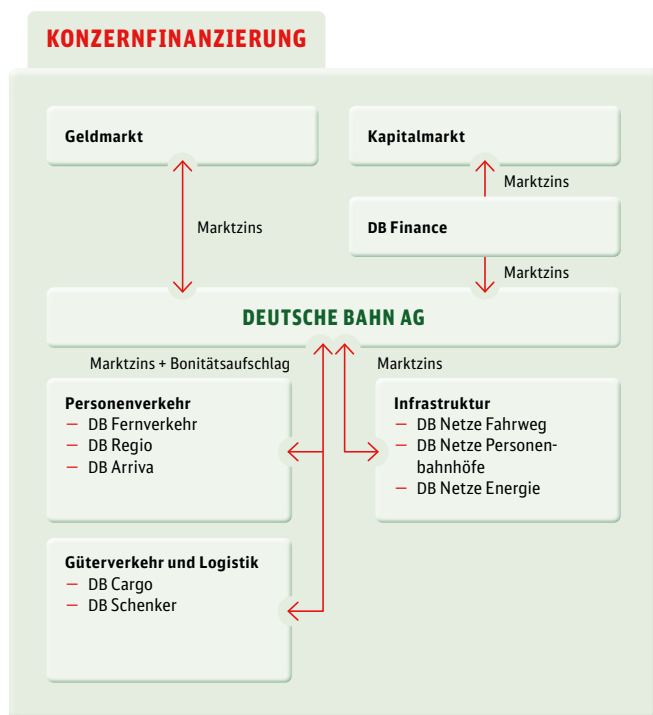 KONZERNFINANZIERUNG
Geldmarkt
Kapitalmarkt
Marktzins
Marktzins
DB Finance
Marktzins
DEUTSCHE BAHN AG
Marktzins + Bonitätsaufschlag
Marktzins
Personenverkehr
— DB Fernverkehr
— DB Regio
— DB Arriva
Infrastruktur
— DB Netze Fahrweg
— DB Netze Personen-
bahnhöfe
— DB Netze Energie
Güterverkehr und Logistik
— DB Cargo
— DB Schenker